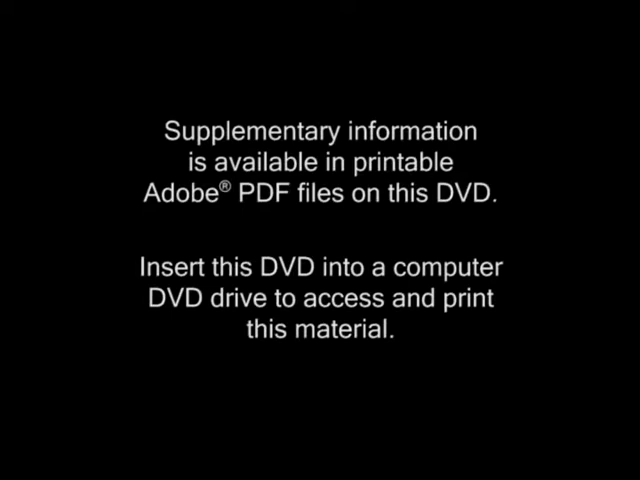 Supplementary information
is available in printable
Adobe® PDF files on this DVD.
Insert this DVD into a computer
DVD drive to access and print
this material.